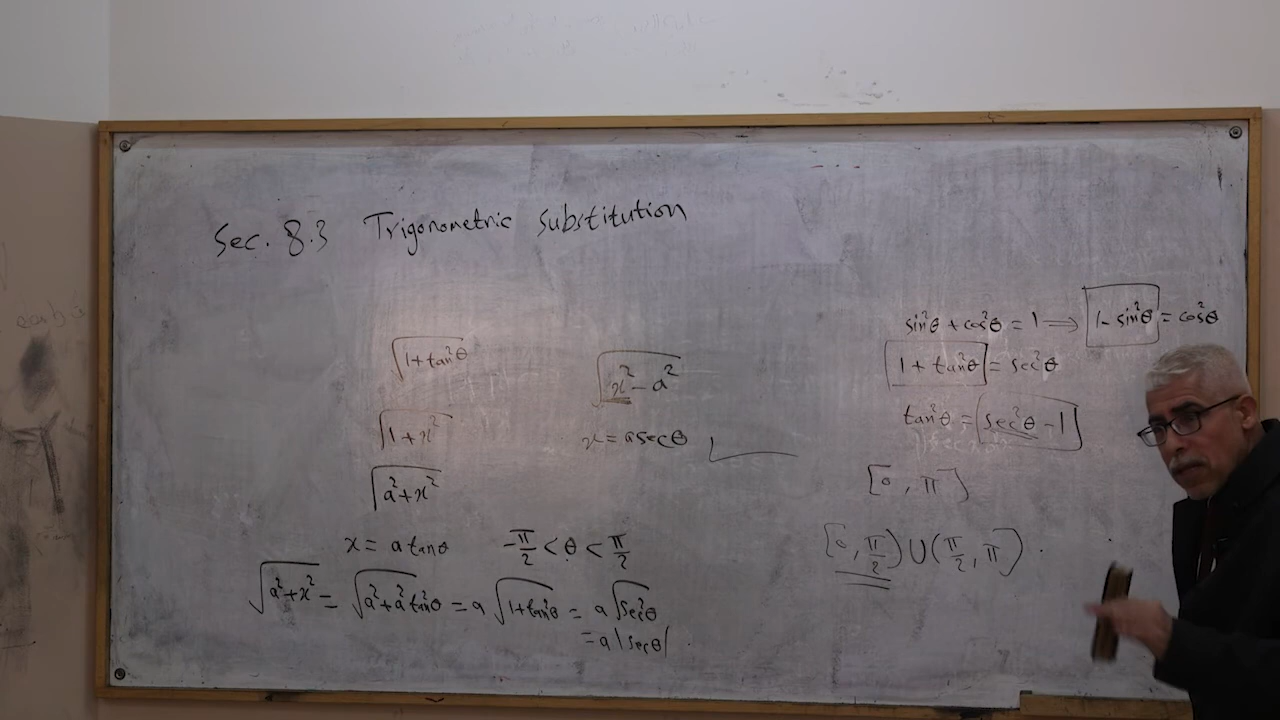 Sec. 8.3 Trigonometric Substitution
sin²θ + cos²θ = 1 ⟹ 1 - sin²θ = cos²θ
1 + tan²θ = sec²θ
tan²θ = sec²θ - 1
[0, π]
[0, π/2) ∪ (π/2, π]
√(1 + tan²θ)
√(1 + x²)
√(a² + x²)
√(x² - a²)
x = a secθ
x = a tanθ   -π/2 < θ < π/2
√(a² + x²) = √(a² + a² tan²θ) = a √(1 + tan²θ) = a √(sec²θ)
= a |secθ|